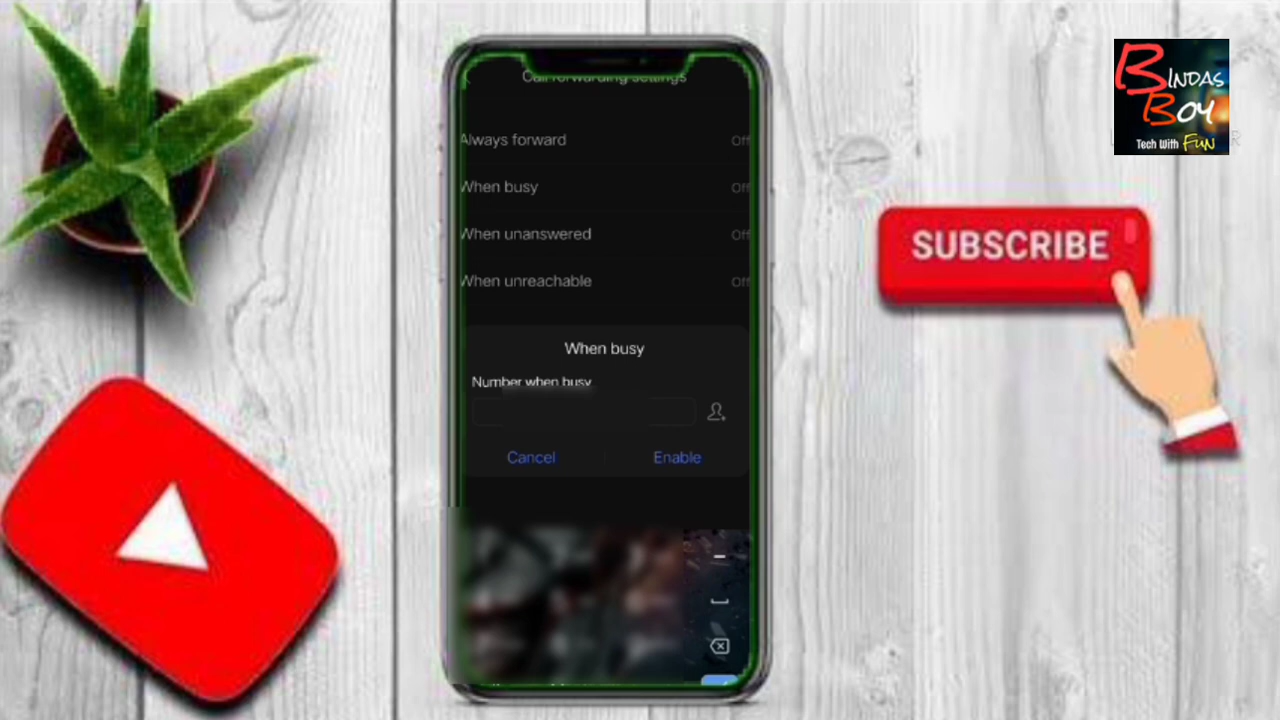 Call forwarding settings
Always forward Off
When busy Off
When unanswered Off
When unreachable Off
When busy
Number when busy
Cancel Enable
SUBSCRIBE
BINDAS
BOY
Tech With FUN